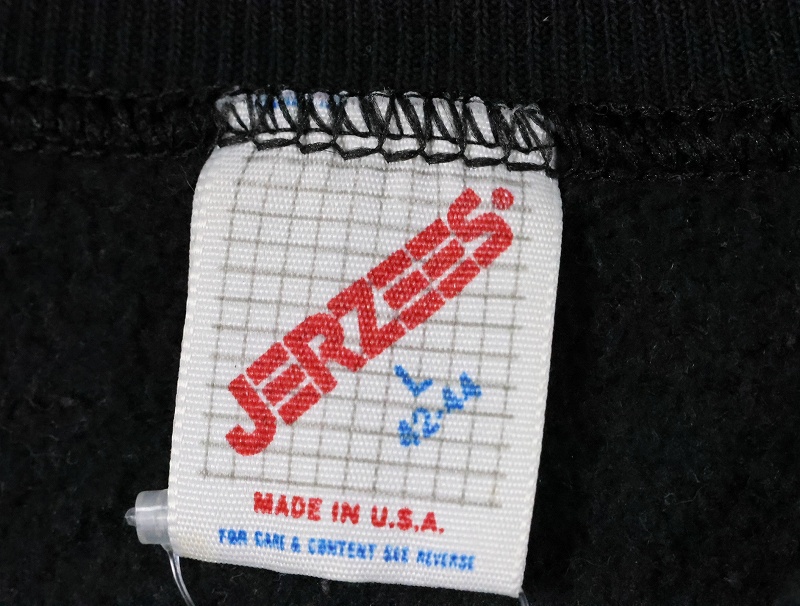 JERZEES
L
42-44
MADE IN U.S.A.
FOR CARE & CONTENT SEE REVERSE